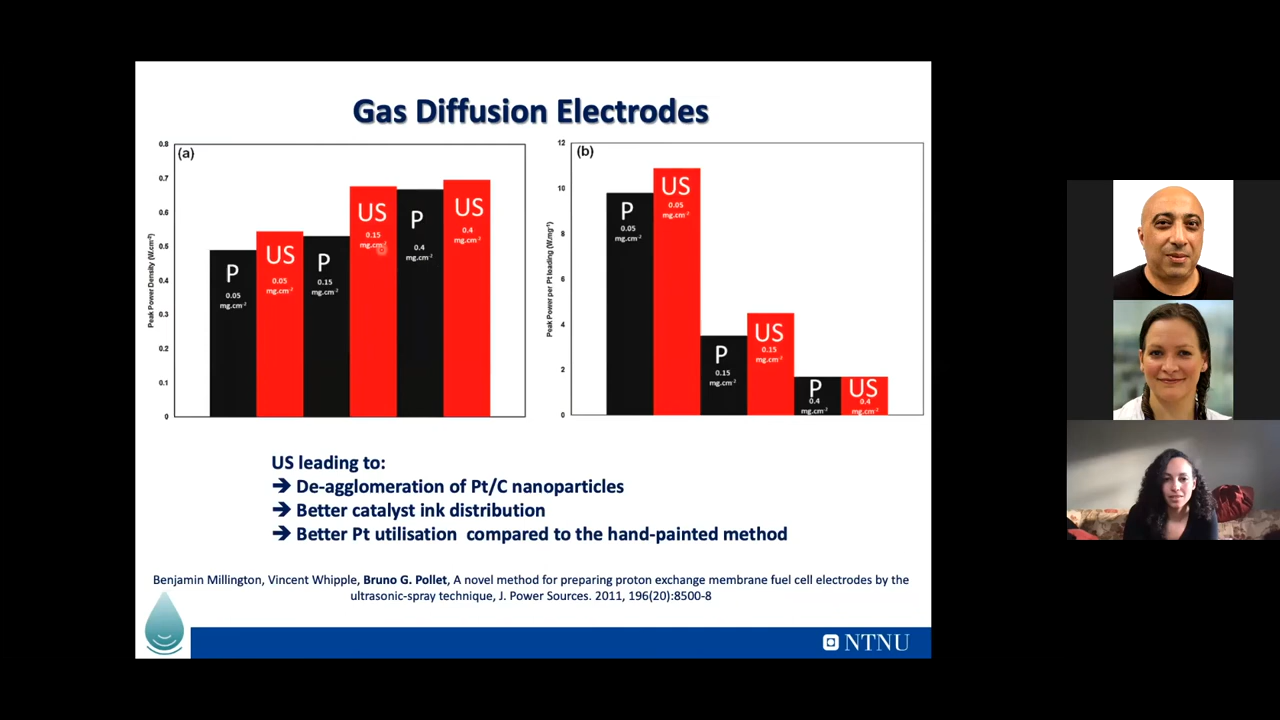 Gas Diffusion Electrodes
(a)
Peak Power Density (W.cm⁻²)
0.8
0.7
0.6
0.5
0.4
0.3
0.2
0.1
0
P
0.05
mg.cm⁻²
US
0.05
mg.cm⁻²
P
0.15
mg.cm⁻²
US
0.15
mg.cm⁻²
P
0.4
mg.cm⁻²
US
0.4
mg.cm⁻²
(b)
Peak Power per Pt loading (W.mg⁻¹)
12
10
8
6
4
2
0
P
0.05
mg.cm⁻²
US
0.05
mg.cm⁻²
P
0.15
mg.cm⁻²
US
0.15
mg.cm⁻²
P
0.4
mg.cm⁻²
US
0.4
mg.cm⁻²
US leading to:
➔ De-agglomeration of Pt/C nanoparticles
➔ Better catalyst ink distribution
➔ Better Pt utilisation compared to the hand-painted method
Benjamin Millington, Vincent Whipple, Bruno G. Pollet, A novel method for preparing proton exchange membrane fuel cell electrodes by the
ultrasonic-spray technique, J. Power Sources. 2011, 196(20):8500-8
NTNU